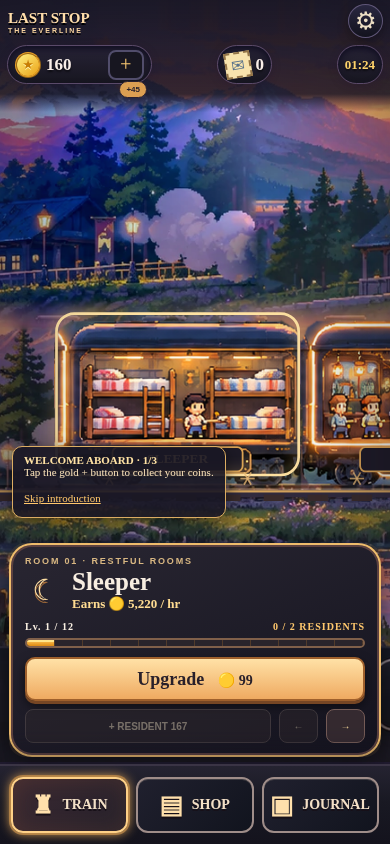 LAST STOP
THE EVERLINE
160
+
0
01:24
+45
SLEEPER
WELCOME ABOARD · 1/3
Tap the gold + button to collect your coins.
Skip introduction
ROOM 01 · RESTFUL ROOMS
Sleeper
Earns 5,220 / hr
Lv. 1 / 12
0 / 2 RESIDENTS
Upgrade 99
+ RESIDENT 167
←
→
TRAIN
SHOP
JOURNAL